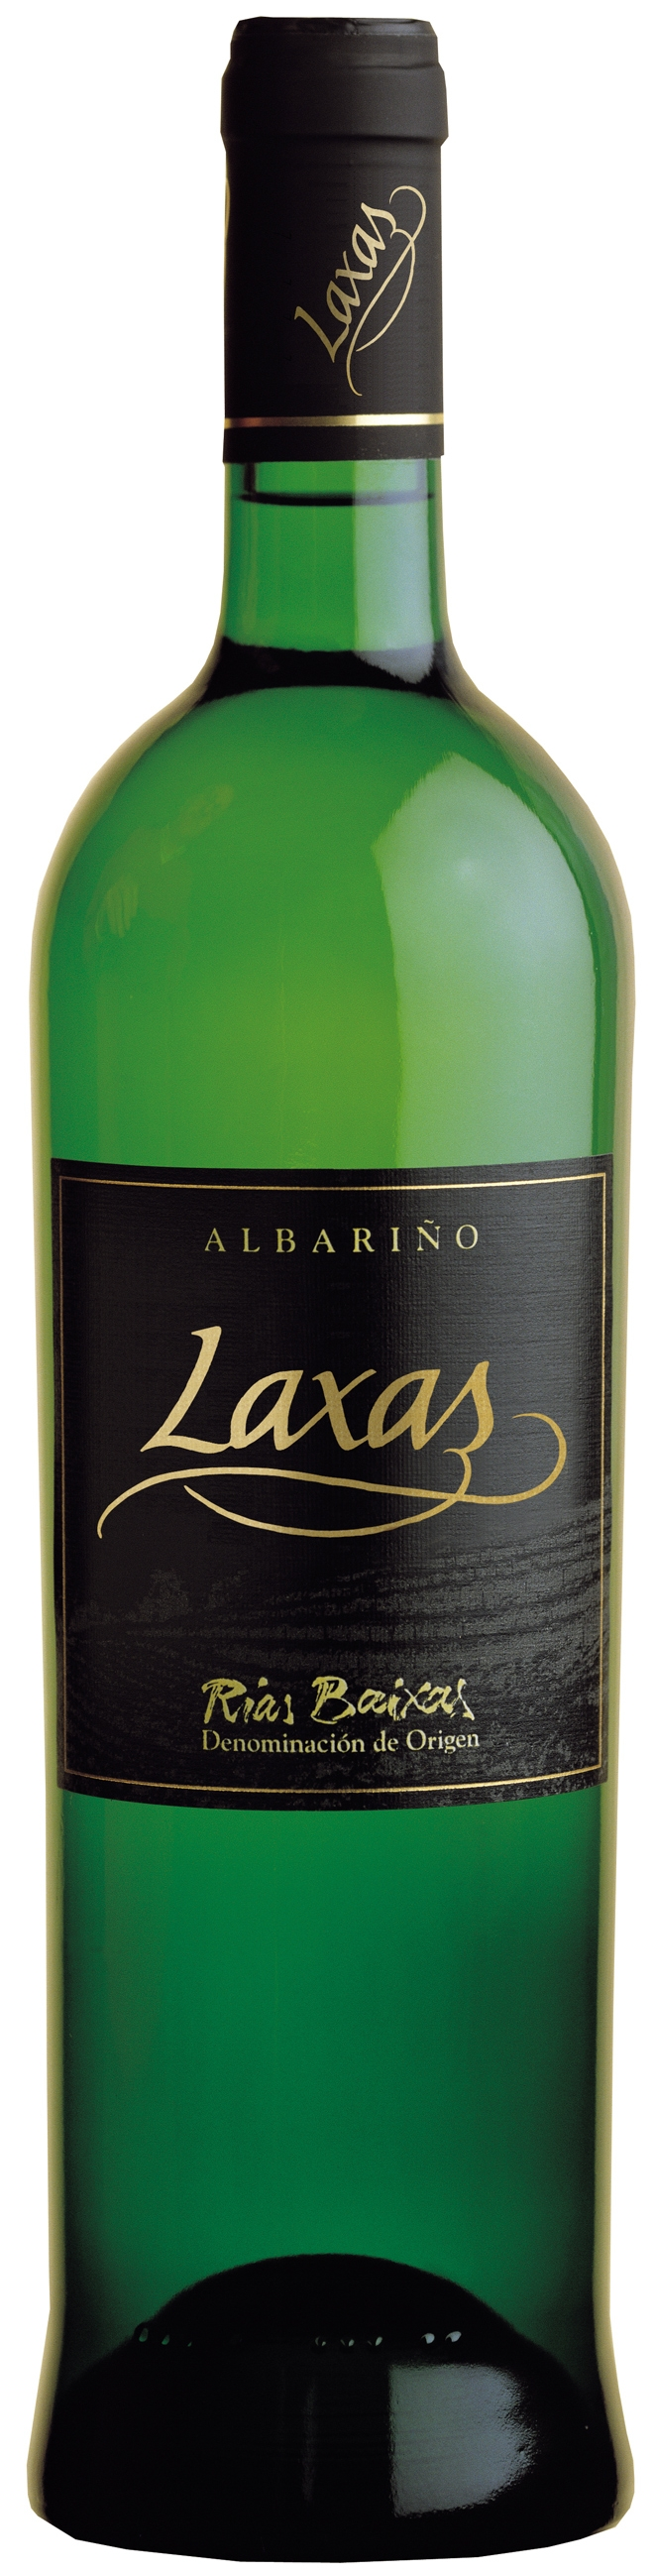 Laxas
ALBARIÑO
Laxas
Rias Baixas
Denominación de Origen